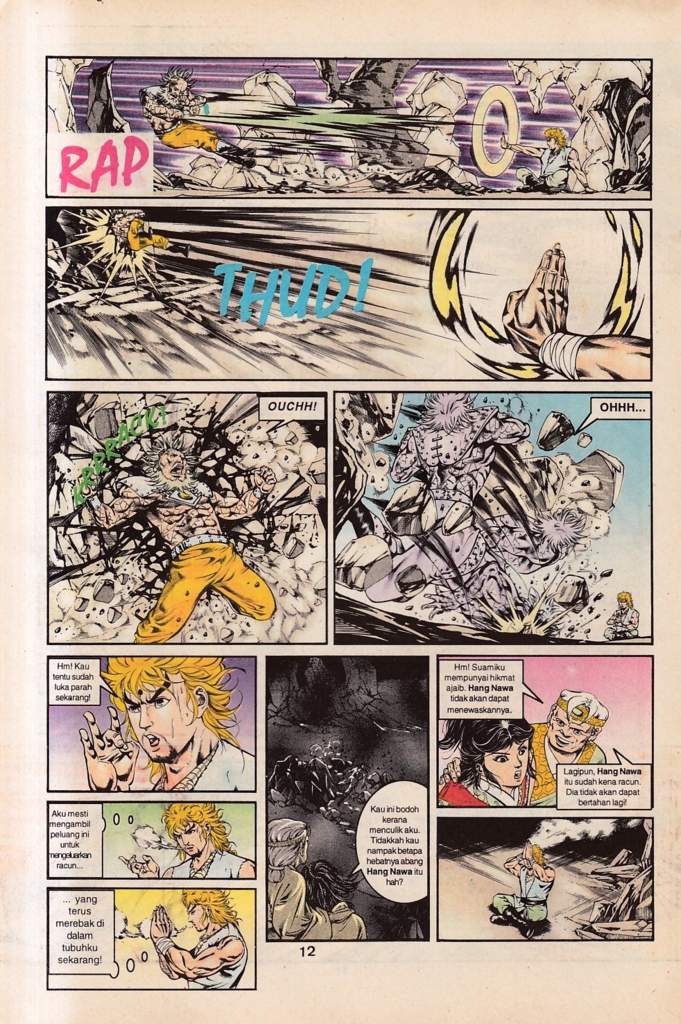 RAP
THUD!
KRRRAAK!
OUCHH!
OHHH...
Hm! Kau
tentu sudah
luka parah
sekarang!
Aku mesti
mengambil
peluang ini
untuk
mengeluarkan
racun...
... yang
terus
merebak di
dalam
tubuhku
sekarang!
Kau ini bodoh
kerana
menculik aku.
Tidakkah kau
nampak betapa
hebatnya abang
Hang Nawa itu
hah?
Hm! Suamiku
mempunyai hikmat
ajaib. Hang Nawa
tidak akan dapat
menewaskannya.
Lagipun, Hang Nawa
itu sudah kena racun.
Dia tidak akan dapat
bertahan lagi!
12